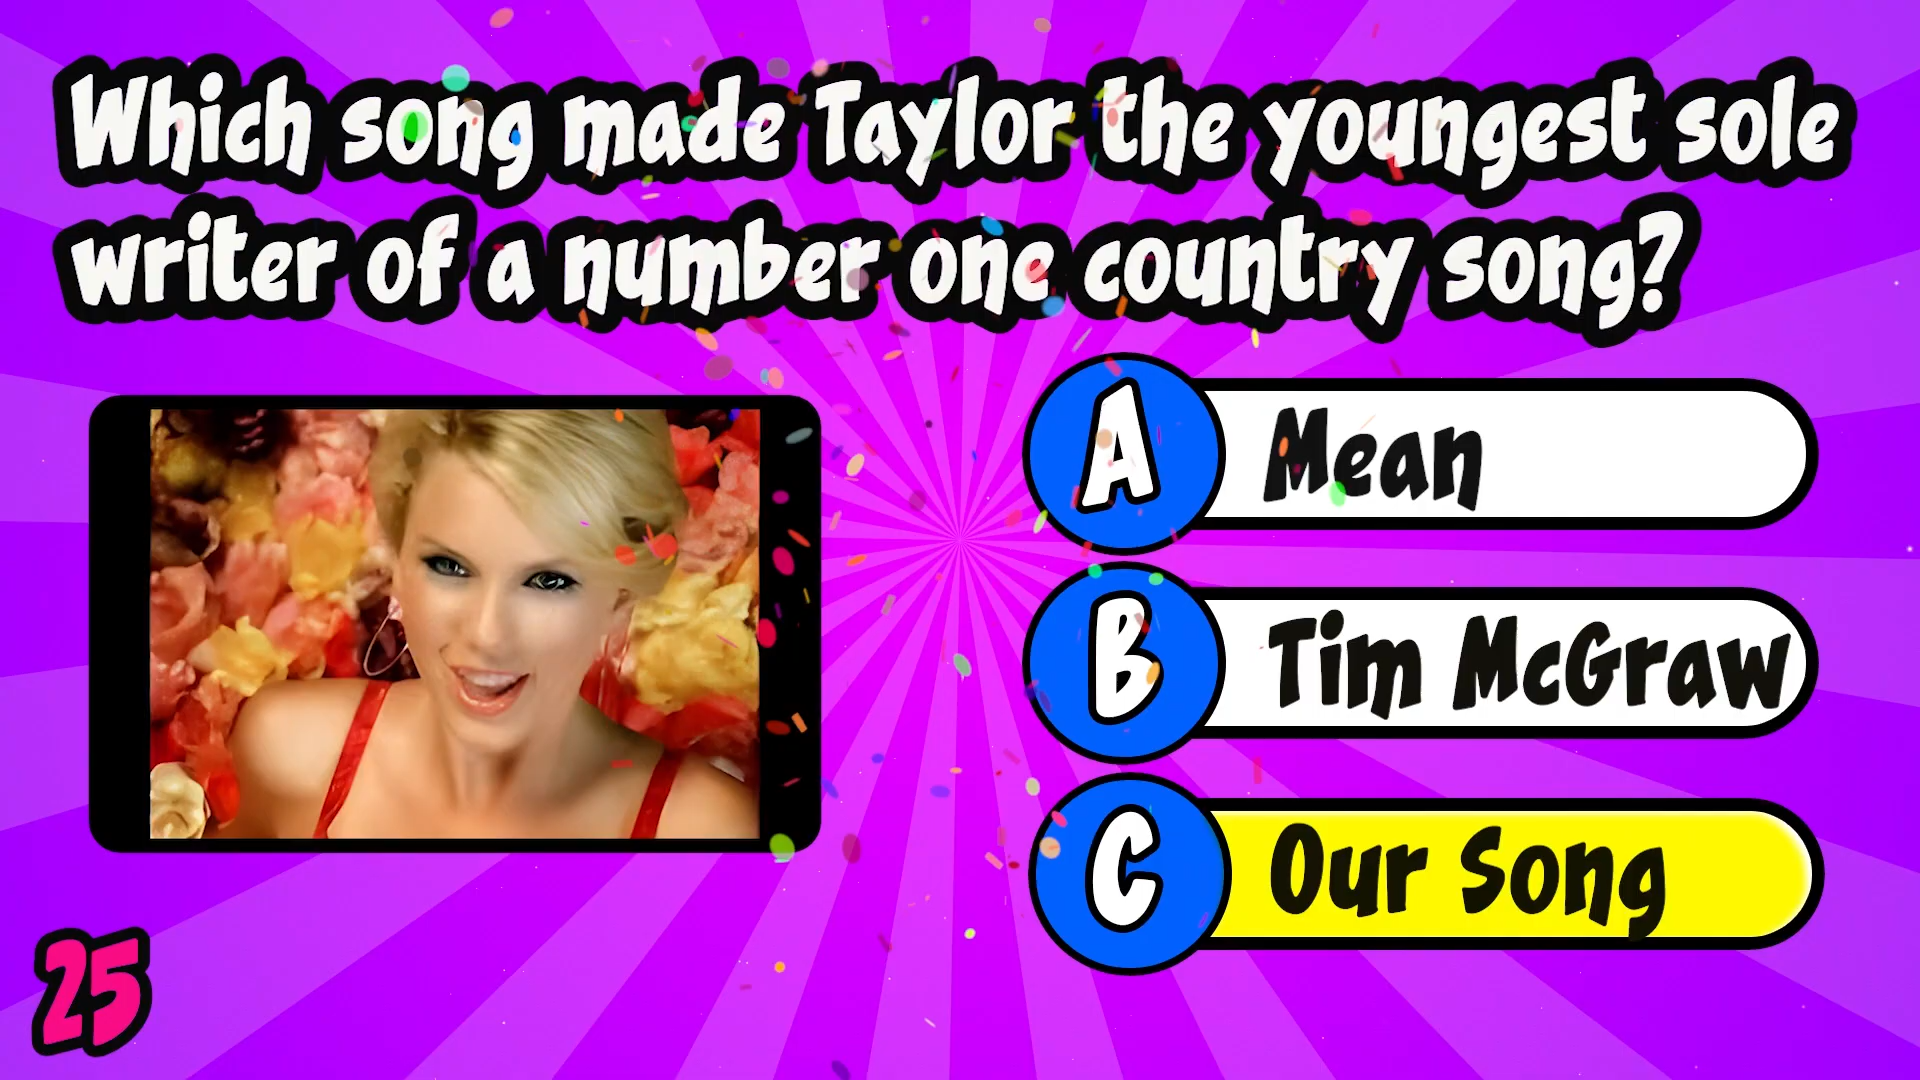 Which song made Taylor the youngest sole
writer of a number one country song?
A Mean
B Tim McGraw
C Our Song
25